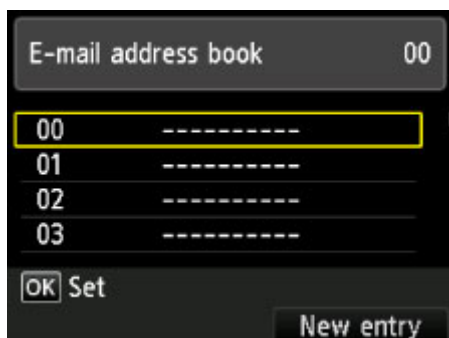 E-mail address book 00
00 ----------
01 ----------
02 ----------
03 ----------
OK Set
New entry